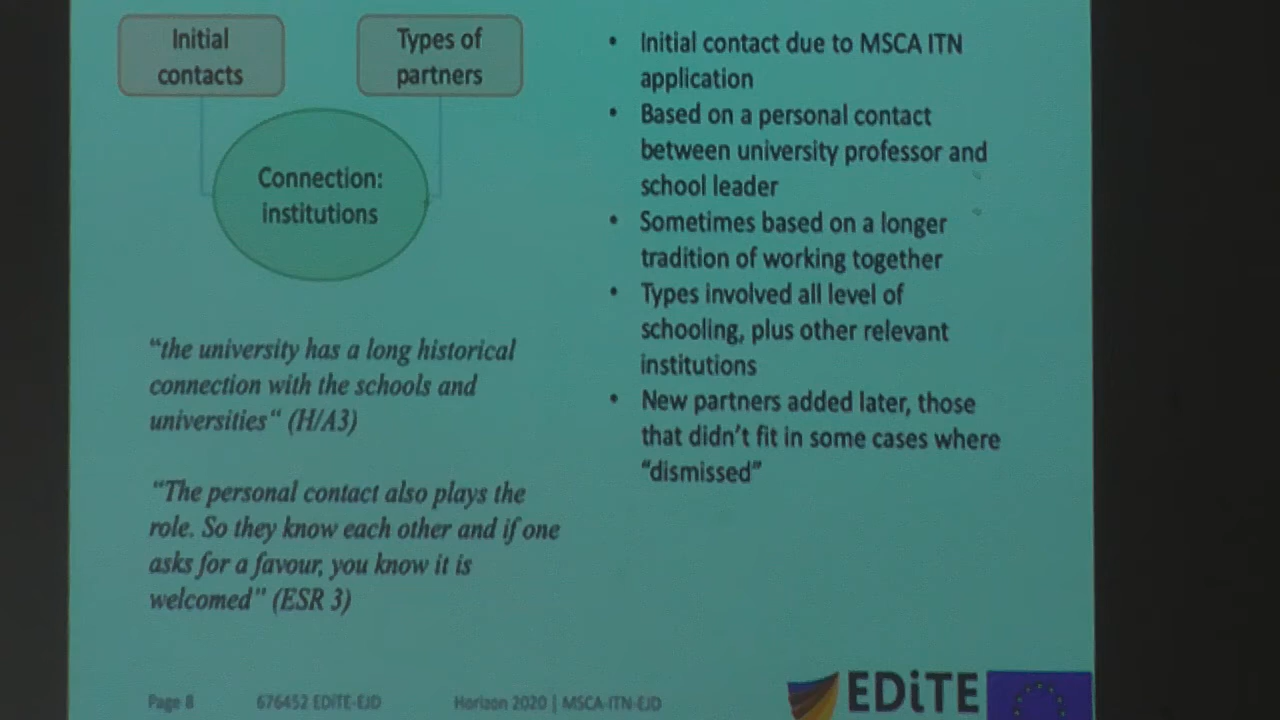 Initial
contacts
Types of
partners
Connection:
institutions
“the university has a long historical
connection with the schools and
universities“ (H/A3)
“The personal contact also plays the
role. So they know each other and if one
asks for a favour, you know it is
welcomed” (ESR 3)
• Initial contact due to MSCA ITN
application
• Based on a personal contact
between university professor and
school leader
• Sometimes based on a longer
tradition of working together
• Types involved all level of
schooling, plus other relevant
institutions
• New partners added later, those
that didn’t fit in some cases where
“dismissed”
Page 8
676452 EDiTE-EJD
Horizon 2020 | MSCA-ITN-EJD
EDiTE